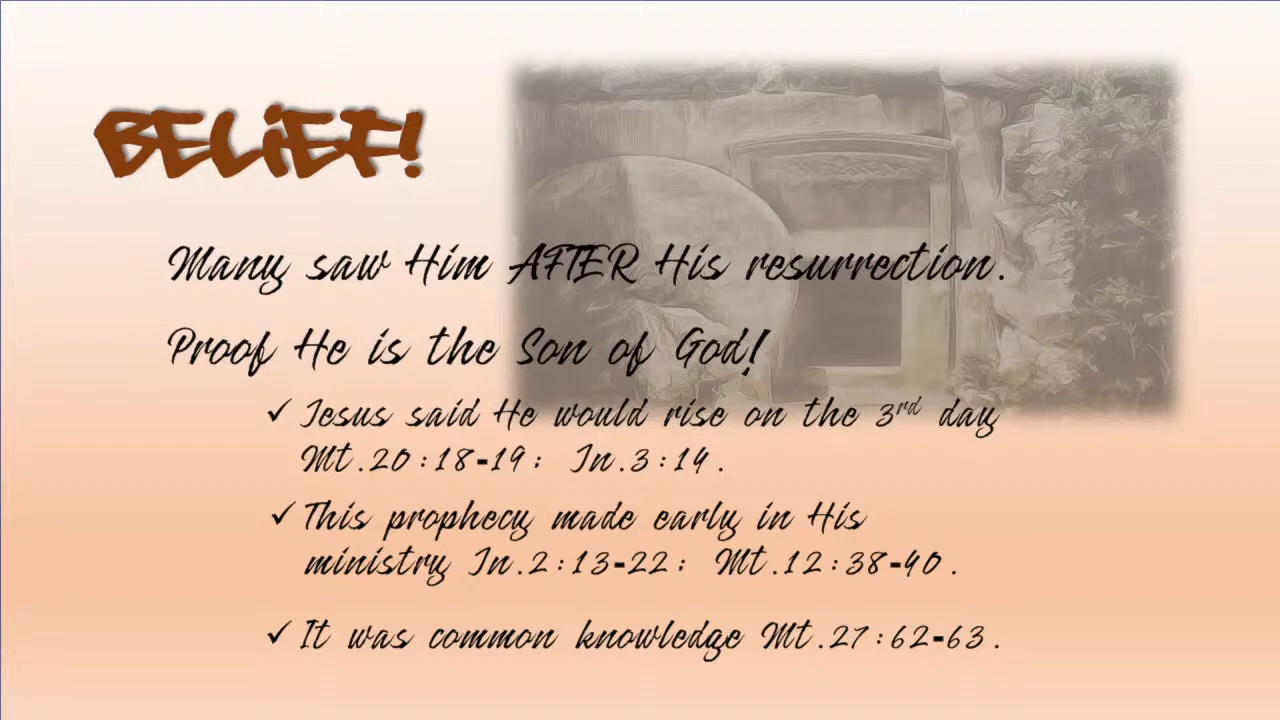 BELiEF!
Many saw Him AFTER His resurrection.
Proof He is the Son of God!
✓ Jesus said He would rise on the 3rd day
Mt.20:18-19; Jn.3:14.
✓ This prophecy made early in His
ministry Jn.2:13-22; Mt.12:38-40.
✓ It was common knowledge Mt.27:62-63.